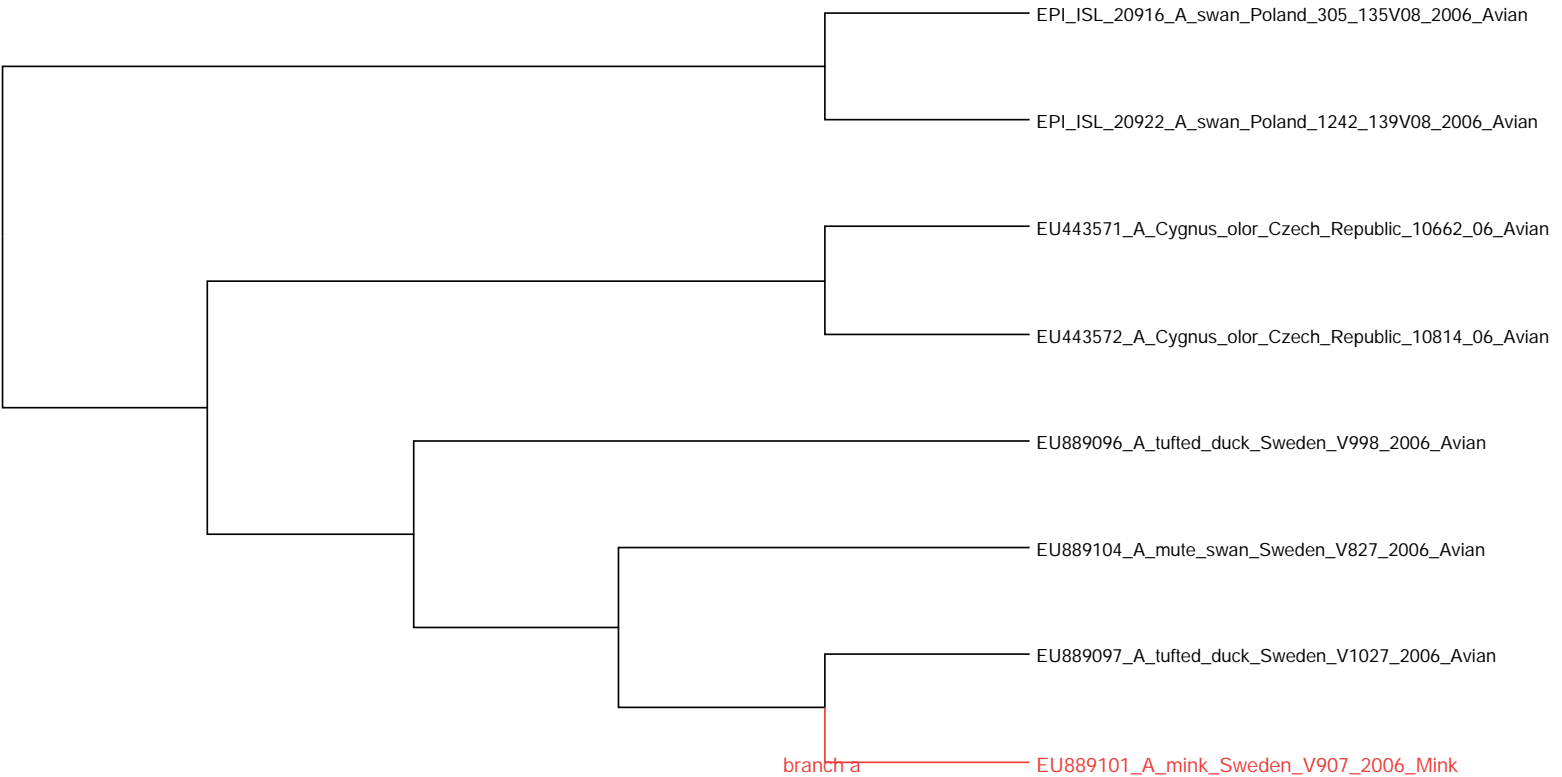 EPI_ISL_20916_A_swan_Poland_305_135V08_2006_Avian
EPI_ISL_20922_A_swan_Poland_1242_139V08_2006_Avian
EU443571_A_Cygnus_olor_Czech_Republic_10662_06_Avian
EU443572_A_Cygnus_olor_Czech_Republic_10814_06_Avian
EU889096_A_tufted_duck_Sweden_V998_2006_Avian
EU889104_A_mute_swan_Sweden_V827_2006_Avian
EU889097_A_tufted_duck_Sweden_V1027_2006_Avian
branch a EU889101_A_mink_Sweden_V907_2006_Mink